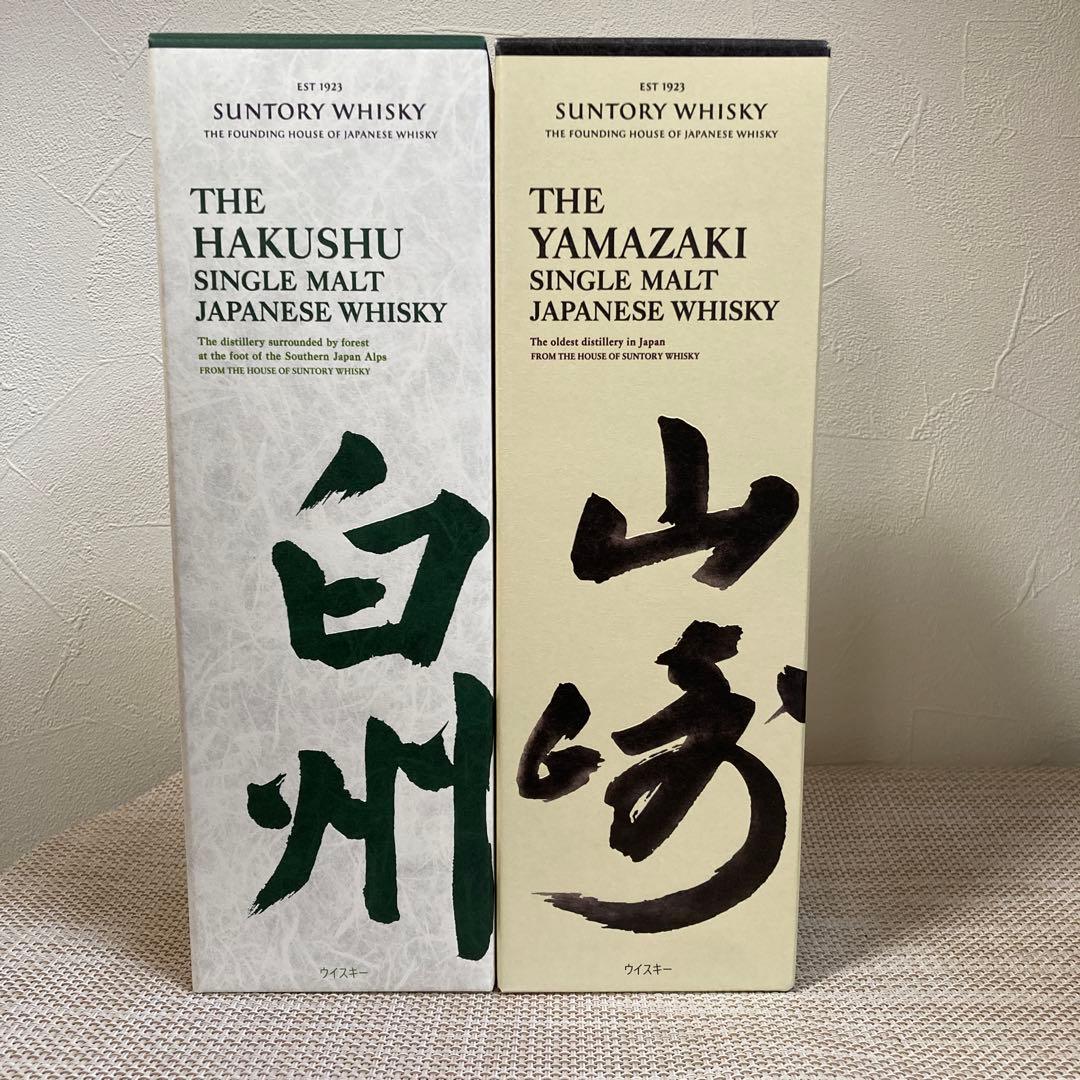 EST 1923
SUNTORY WHISKY
THE FOUNDING HOUSE OF JAPANESE WHISKY
THE
HAKUSHU
SINGLE MALT
JAPANESE WHISKY
The distillery surrounded by forest
at the foot of the Southern Japan Alps
FROM THE HOUSE OF SUNTORY WHISKY
白州
ウイスキー
EST 1923
SUNTORY WHISKY
THE FOUNDING HOUSE OF JAPANESE WHISKY
THE
YAMAZAKI
SINGLE MALT
JAPANESE WHISKY
The oldest distillery in Japan
FROM THE HOUSE OF SUNTORY WHISKY
山崎
ウイスキー